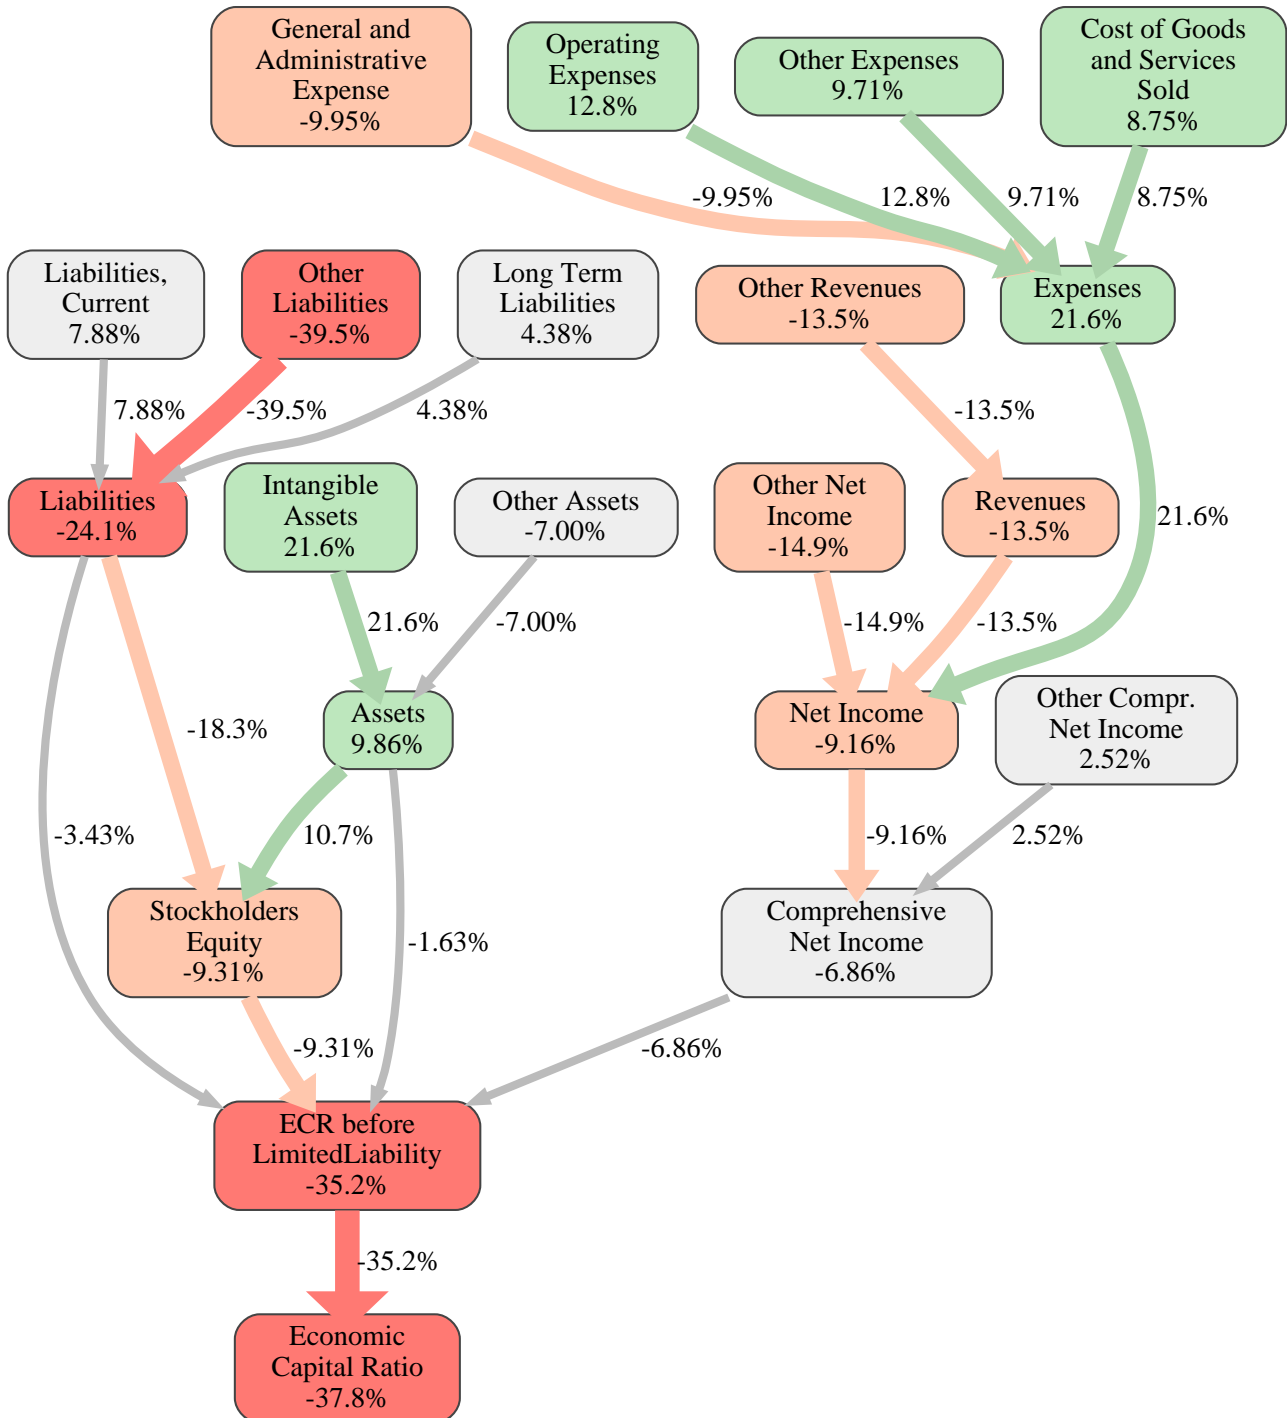 General and
Administrative
Expense
-9.95%
Operating
Expenses
12.8%
Other Expenses
9.71%
Cost of Goods
and Services
Sold
8.75%
-9.95%
12.8%
9.71%
8.75%
Liabilities,
Current
7.88%
Other
Liabilities
-39.5%
Long Term
Liabilities
4.38%
Other Revenues
-13.5%
Expenses
21.6%
7.88%
-39.5%
4.38%
-13.5%
Liabilities
-24.1%
Intangible
Assets
21.6%
Other Assets
-7.00%
Other Net
Income
-14.9%
Revenues
-13.5%
21.6%
21.6%
-7.00%
-14.9%
-13.5%
-18.3%
Assets
9.86%
Net Income
-9.16%
Other Compr.
Net Income
2.52%
-3.43%
10.7%
-9.16%
2.52%
Stockholders
Equity
-9.31%
-1.63%
Comprehensive
Net Income
-6.86%
-9.31%
-6.86%
ECR before
LimitedLiability
-35.2%
-35.2%
Economic
Capital Ratio
-37.8%